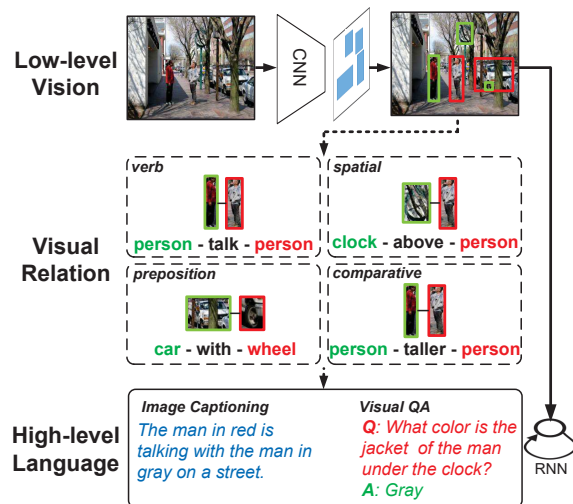 Low-level
Vision
CNN
verb
person - talk - person
spatial
clock - above - person
Visual
Relation
preposition
car - with - wheel
comparative
person - taller - person
High-level
Language
Image Captioning
The man in red is
talking with the man in
gray on a street.
Visual QA
Q: What color is the
jacket of the man
under the clock?
A: Gray
RNN